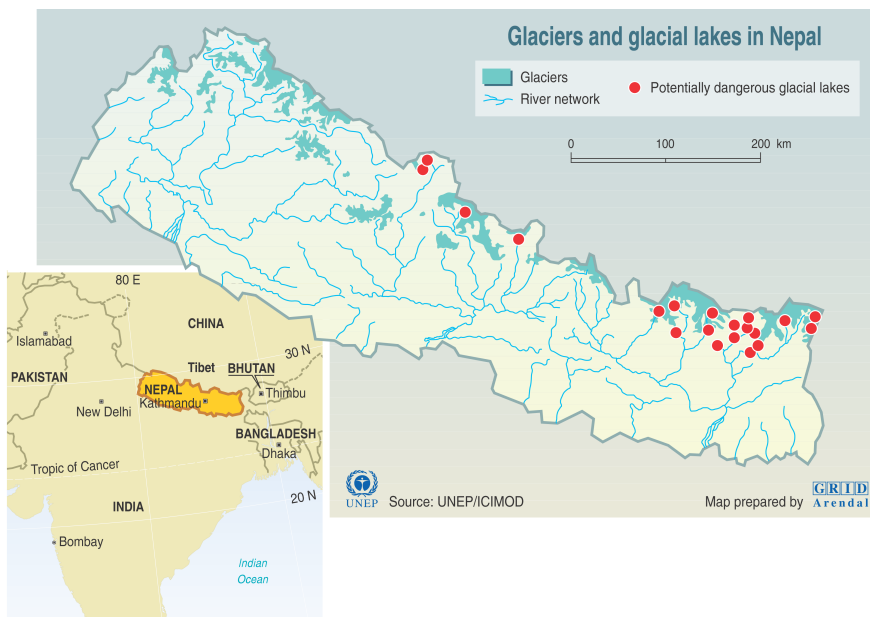 Glaciers and glacial lakes in Nepal
Glaciers
River network
Potentially dangerous glacial lakes
0 100 200 km
80 E
CHINA
Islamabad
30 N
Tibet
BHUTAN
PAKISTAN
NEPAL
Thimbu
Kathmandu
New Delhi
BANGLADESH
Dhaka
Tropic of Cancer
20 N
INDIA
Bombay
Indian
Ocean
UNEP
Source: UNEP/ICIMOD
Map prepared by
GRID
Arendal